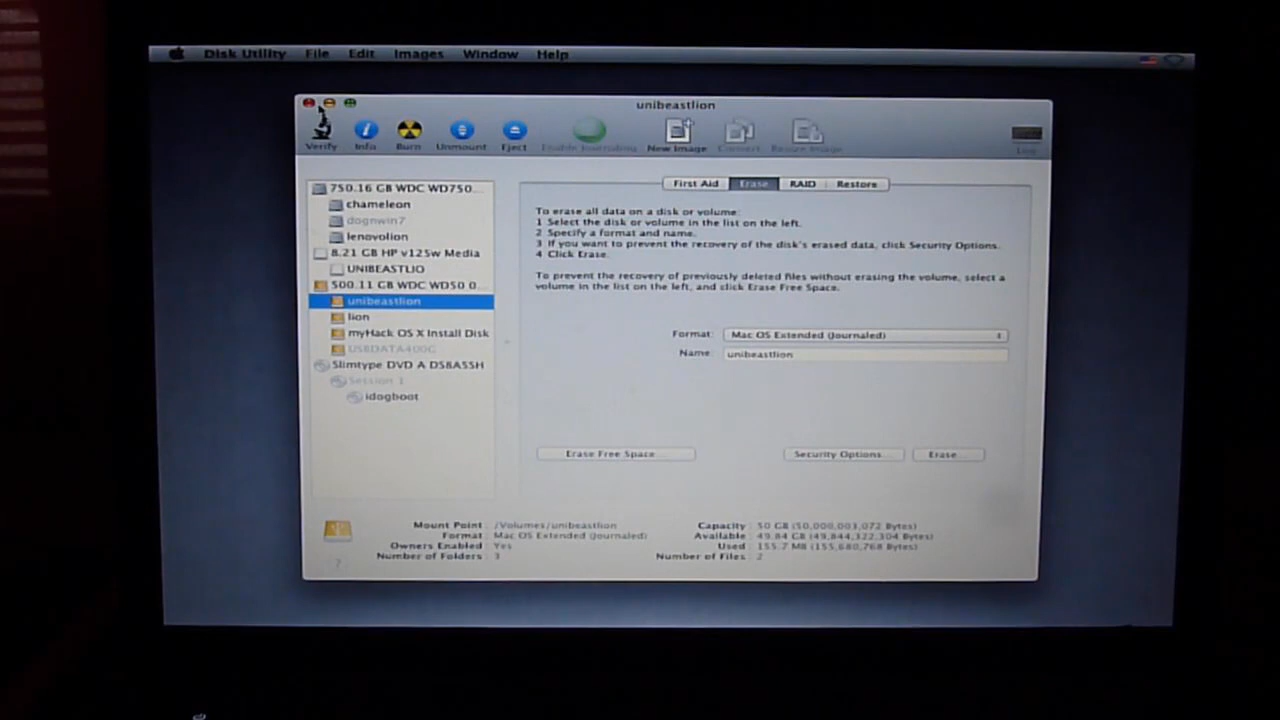 Disk Utility File Edit Images Window Help
unibeastlion
Verify Info Burn Unmount Eject Enable Journaling New Image Convert Resize Image Log
750.16 GB WDC WD750...
chameleon
dognwin7
lenovolion
8.21 GB HP v125w Media
UNIBEASTLIO
500.11 GB WDC WD50 0...
unibeastlion
lion
myHack OS X Install Disk
USBDATA400G
Slimtype DVD A DS8A5SH
Session 1
idogboot
First Aid Erase RAID Restore
To erase all data on a disk or volume:
1 Select the disk or volume in the list on the left.
2 Specify a format and name.
3 If you want to prevent the recovery of the disk's erased data, click Security Options.
4 Click Erase.
To prevent the recovery of previously deleted files without erasing the volume, select a
volume in the list on the left, and click Erase Free Space.
Format: Mac OS Extended (Journaled)
Name: unibeastlion
Erase Free Space... Security Options... Erase...
Mount Point : /Volumes/unibeastlion
Format : Mac OS Extended (Journaled)
Owners Enabled : Yes
Number of Folders : 3
Capacity : 50 GB (50,000,003,072 Bytes)
Available : 49.84 GB (49,844,322,304 Bytes)
Used : 155.7 MB (155,680,768 Bytes)
Number of Files : 2
?